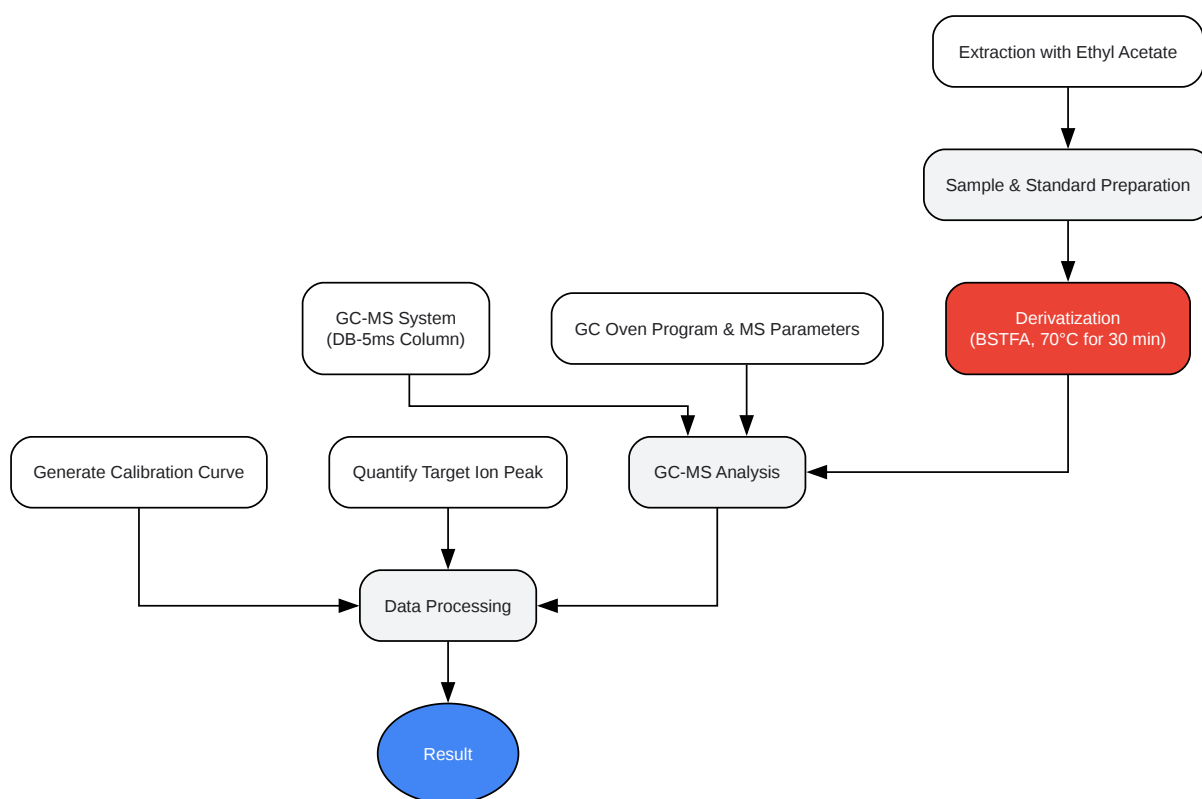 Extraction with Ethyl Acetate
Sample & Standard Preparation
GC-MS System
(DB-5ms Column)
GC Oven Program & MS Parameters
Derivatization
(BSTFA, 70°C for 30 min)
Generate Calibration Curve
Quantify Target Ion Peak
GC-MS Analysis
Data Processing
Result